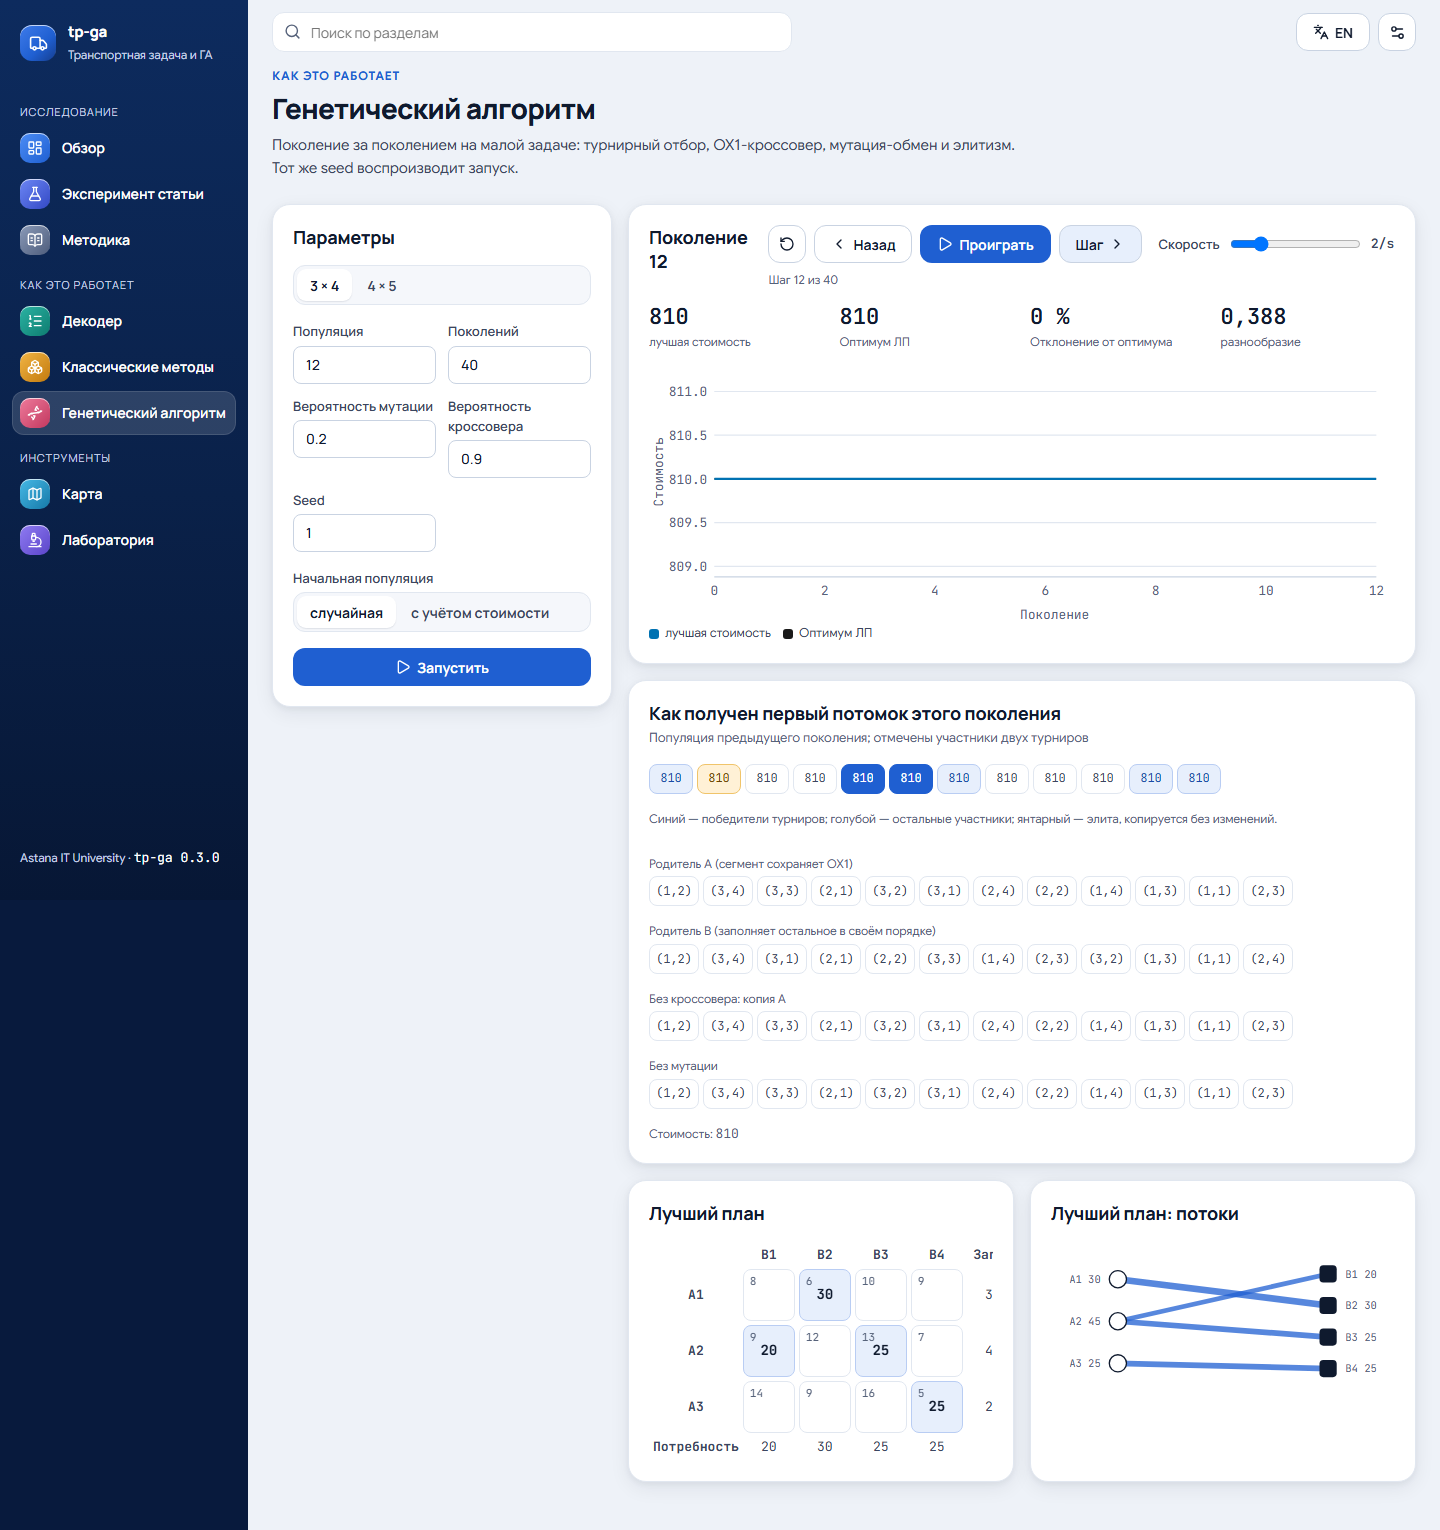 tp-ga
Транспортная задача и ГА
ИССЛЕДОВАНИЕ
Обзор
Эксперимент статьи
Методика
КАК ЭТО РАБОТАЕТ
Декодер
Классические методы
Генетический алгоритм
ИНСТРУМЕНТЫ
Карта
Лаборатория
Astana IT University · tp-ga 0.3.0
Поиск по разделам
EN
КАК ЭТО РАБОТАЕТ
Генетический алгоритм
Поколение за поколением на малой задаче: турнирный отбор, OX1-кроссовер, мутация-обмен и элитизм.
Тот же seed воспроизводит запуск.
Параметры
3 × 4 4 × 5
Популяция Поколений
12 40
Вероятность мутации Вероятность
кроссовера
0.2 0.9
Seed
1
Начальная популяция
случайная с учётом стоимости
Запустить
Поколение
12
Назад Проиграть Шаг Скорость 2/s
Шаг 12 из 40
810 810 0 % 0,388
лучшая стоимость Оптимум ЛП Отклонение от оптимума разнообразие
Стоимость
811.0
810.5
810.0
809.5
809.0
0 2 4 6 8 10 12
Поколение
лучшая стоимость Оптимум ЛП
Как получен первый потомок этого поколения
Популяция предыдущего поколения; отмечены участники двух турниров
810 810 810 810 810 810 810 810 810 810 810 810
Синий — победители турниров; голубой — остальные участники; янтарный — элита, копируется без изменений.
Родитель A (сегмент сохраняет OX1)
(1,2) (3,4) (3,3) (2,1) (3,2) (3,1) (2,4) (2,2) (1,4) (1,3) (1,1) (2,3)
Родитель B (заполняет остальное в своём порядке)
(1,2) (3,4) (3,1) (2,1) (2,2) (3,3) (1,4) (2,3) (3,2) (1,3) (1,1) (2,4)
Без кроссовера: копия A
(1,2) (3,4) (3,3) (2,1) (3,2) (3,1) (2,4) (2,2) (1,4) (1,3) (1,1) (2,3)
Без мутации
(1,2) (3,4) (3,3) (2,1) (3,2) (3,1) (2,4) (2,2) (1,4) (1,3) (1,1) (2,3)
Стоимость: 810
Лучший план
B1 B2 B3 B4
8 6 10 9
A1 30 3
9 12 13 7
A2 20 25 4
14 9 16 5
A3 25 2
Потребность 20 30 25 25
Лучший план: потоки
A1 30
A2 45
A3 25
B1 20
B2 30
B3 25
B4 25